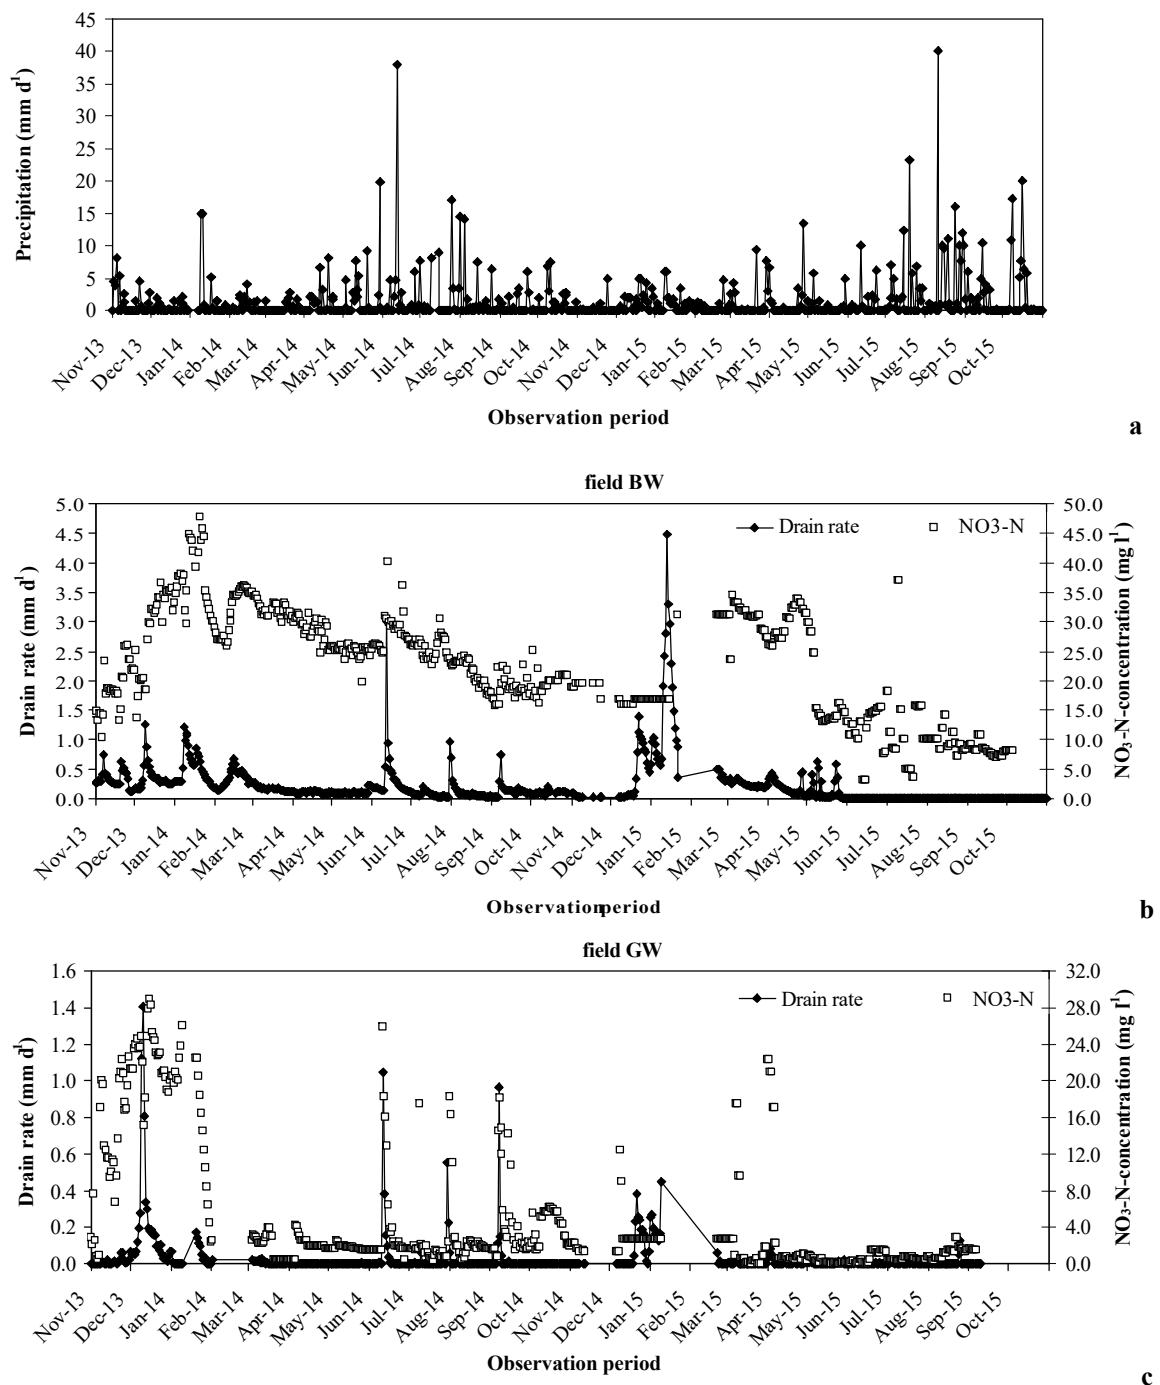 45
40
35
30
25
20
15
10
5
0
Precipitation (mm d¹)
Nov-13 Dec-13 Jan-14 Feb-14 Mar-14 Apr-14 May-14 Jun-14 Jul-14 Aug-14 Sep-14 Oct-14 Nov-14 Dec-14 Jan-15 Feb-15 Mar-15 Apr-15 May-15 Jun-15 Jul-15 Aug-15 Sep-15 Oct-15
Observation period
a
field BW
5.0
4.5
4.0
3.5
3.0
2.5
2.0
1.5
1.0
0.5
0.0
Drain rate (mm d¹)
Drain rate NO3-N
50.0
45.0
40.0
35.0
30.0
25.0
20.0
15.0
10.0
5.0
0.0
NO₃-N-concentration (mg l¹)
Nov-13 Dec-13 Jan-14 Feb-14 Mar-14 Apr-14 May-14 Jun-14 Jul-14 Aug-14 Sep-14 Oct-14 Nov-14 Dec-14 Jan-15 Feb-15 Mar-15 Apr-15 May-15 Jun-15 Jul-15 Aug-15 Sep-15 Oct-15
Observationperiod
b
field GW
1.6
1.4
1.2
1.0
0.8
0.6
0.4
0.2
0.0
Drain rate (mm d¹)
Drain rate NO3-N
32.0
28.0
24.0
20.0
16.0
12.0
8.0
4.0
0.0
NO₃-N-concentration (mg l¹)
Nov-13 Dec-13 Jan-14 Feb-14 Mar-14 Apr-14 May-14 Jun-14 Jul-14 Aug-14 Sep-14 Oct-14 Nov-14 Dec-14 Jan-15 Feb-15 Mar-15 Apr-15 May-15 Jun-15 Jul-15 Aug-15 Sep-15 Oct-15
Observation period
c